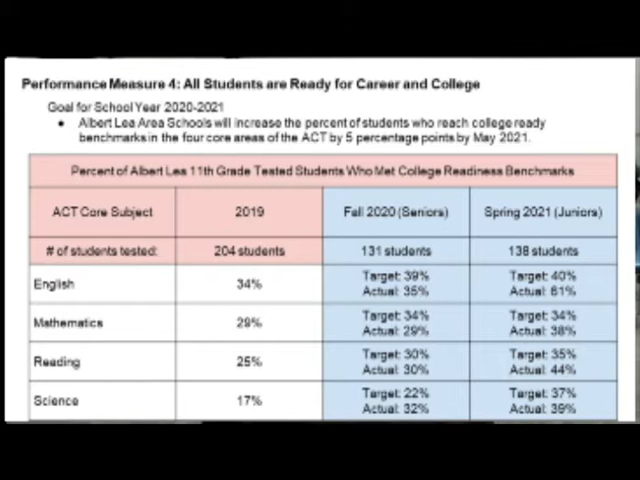 Performance Measure 4: All Students are Ready for Career and College
Goal for School Year 2020-2021
• Albert Lea Area Schools will increase the percent of students who reach college ready
benchmarks in the four core areas of the ACT by 5 percentage points by May 2021.
Percent of Albert Lea 11th Grade Tested Students Who Met College Readiness Benchmarks
ACT Core Subject 2019 Fall 2020 (Seniors) Spring 2021 (Juniors)
# of students tested: 204 students 131 students 138 students
English 34% Target: 39% Target: 40%
Actual: 35% Actual: 61%
Mathematics 29% Target: 34% Target: 34%
Actual: 29% Actual: 38%
Reading 25% Target: 30% Target: 35%
Actual: 30% Actual: 44%
Science 17% Target: 22% Target: 37%
Actual: 32% Actual: 39%